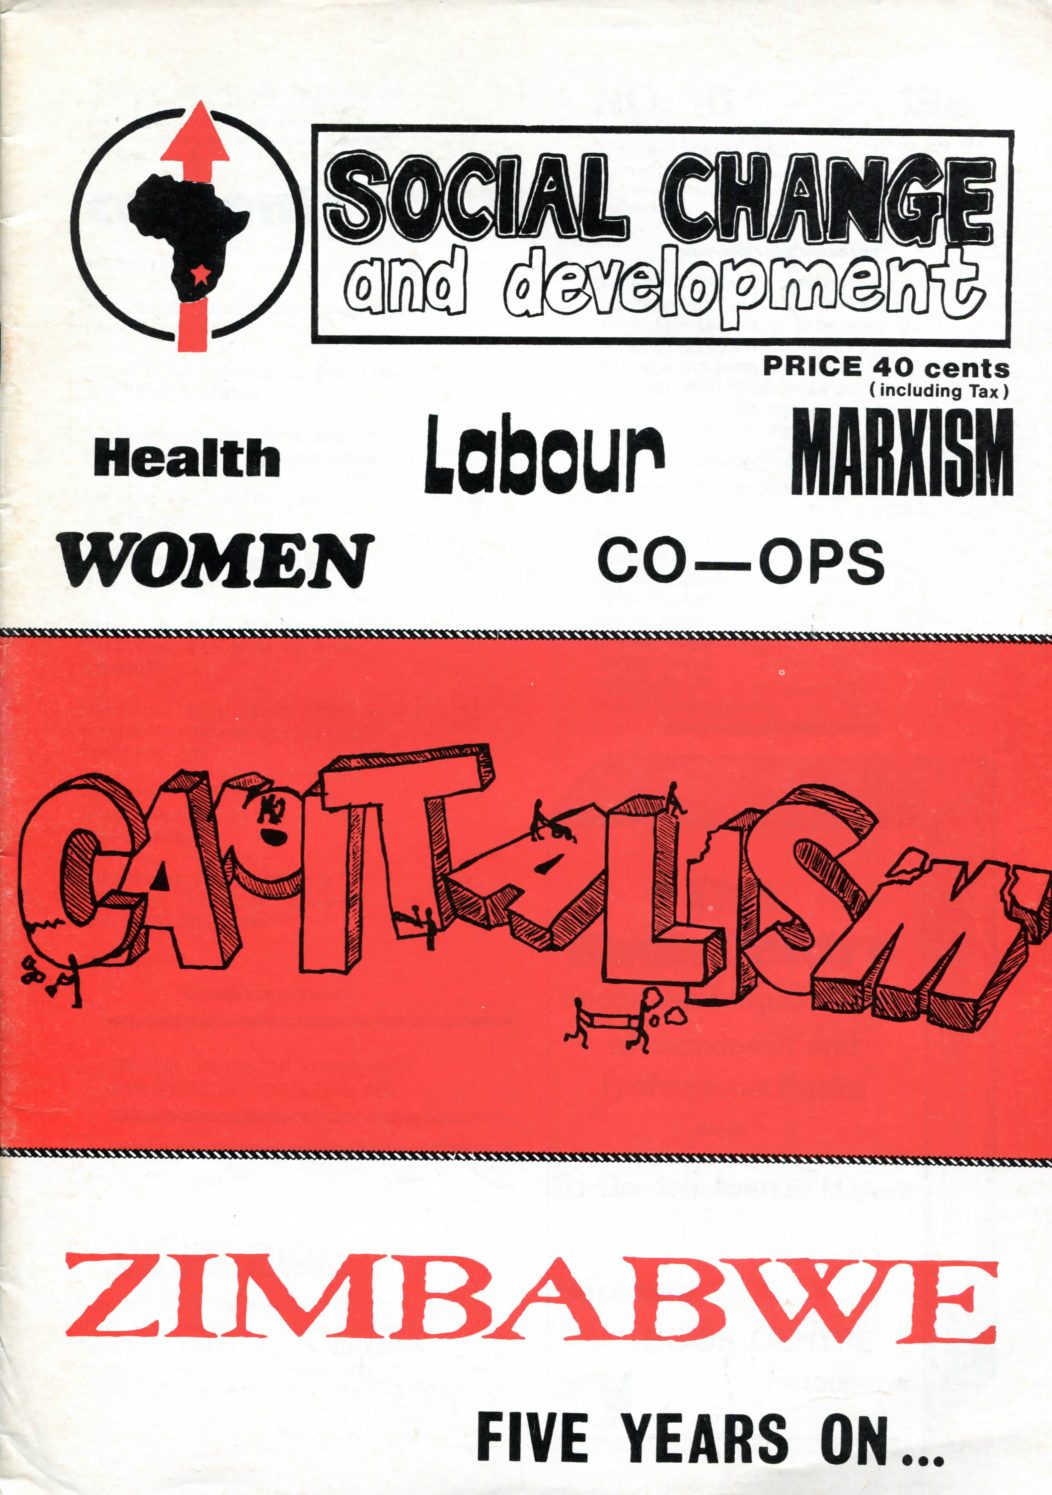 SOCIAL CHANGE
and development
PRICE 40 cents
(including Tax)
Health Labour MARXISM
WOMEN CO—OPS
CAPITALISM
ZIMBABWE
FIVE YEARS ON...